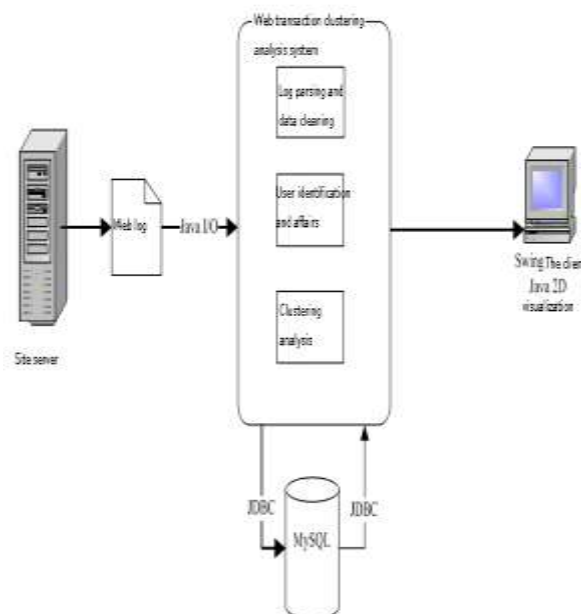 Web transaction clustering
analysis system
Log parsing and
data cleaning
User identification
and affairs
Clustering
analysis
Site server
Web log
Java I/O
Swing The client
Java 2D
visualization
JDBC
MySQL
JDBC